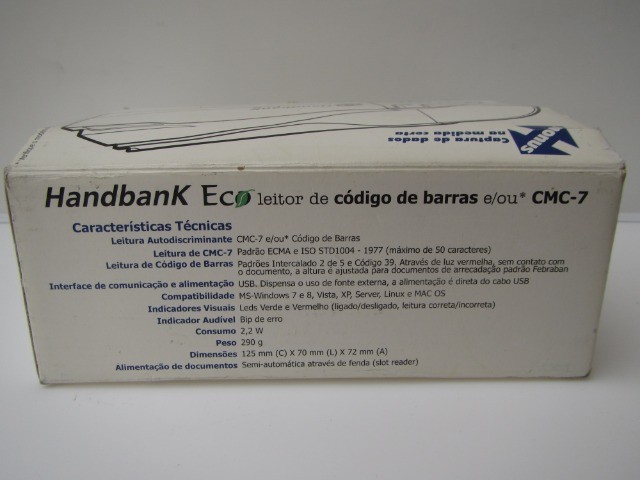 NONUS
Captura de dados
na medida certa
HandbanK Eco leitor de código de barras e/ou* CMC-7
Características Técnicas
Leitura Autodiscriminante CMC-7 e/ou* Código de Barras
Leitura de CMC-7 Padrão ECMA e ISO STD1004 - 1977 (máximo de 50 caracteres)
Leitura de Código de Barras Padrões Intercalado 2 de 5 e Código 39. Através de luz vermelha, sem contato com
o documento, a altura é ajustada para documentos de arrecadação padrão Febraban
Interface de comunicação e alimentação USB. Dispensa o uso de fonte externa, a alimentação é direta do cabo USB
Compatibilidade MS-Windows 7 e 8, Vista, XP, Server, Linux e MAC OS
Indicadores Visuais Leds Verde e Vermelho (ligado/desligado, leitura correta/incorreta)
Indicador Audível Bip de erro
Consumo 2,2 W
Peso 290 g
Dimensões 125 mm (C) X 70 mm (L) X 72 mm (A)
Alimentação de documentos Semi-automática através de fenda (slot reader)